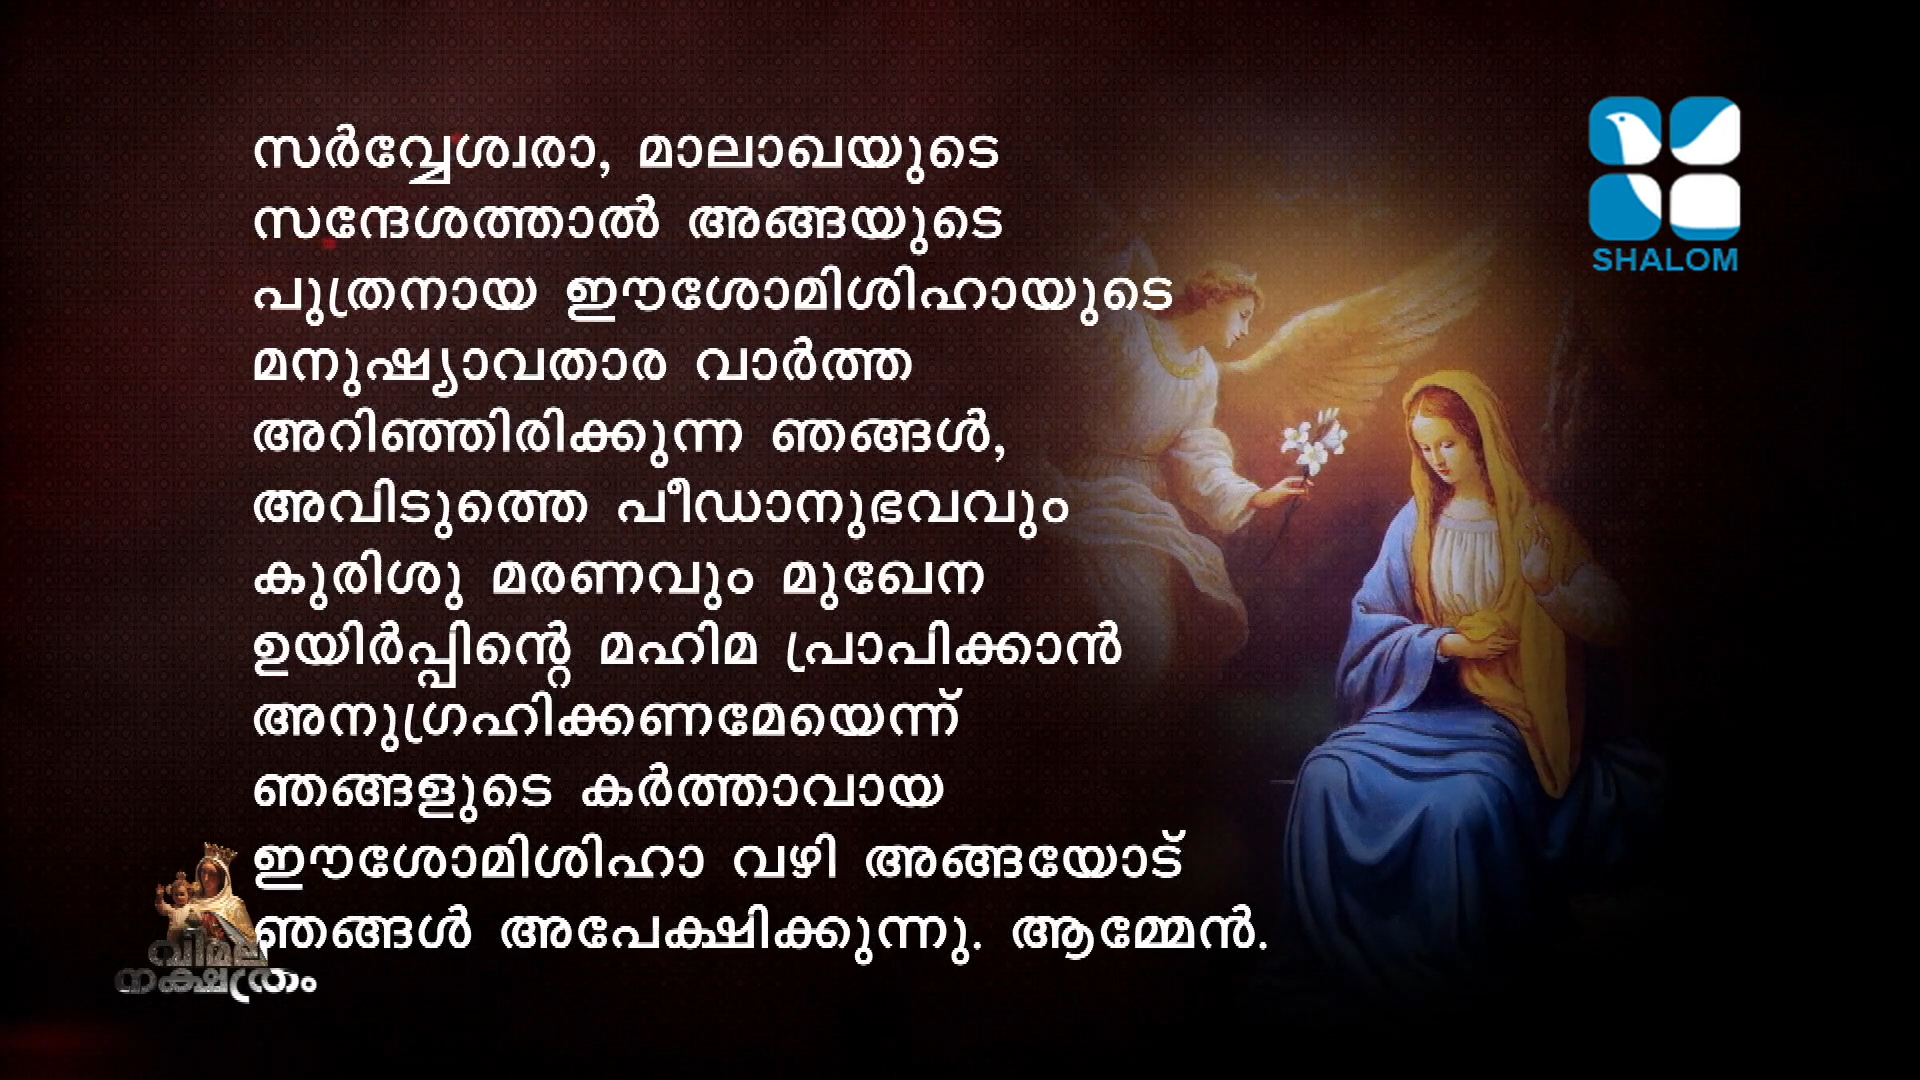 സർവ്വേശ്വരാ, മാലാഖയുടെ
സന്ദേശത്താൽ അങ്ങയുടെ
പുത്രനായ ഈശോമിശിഹായുടെ
മനുഷ്യാവതാര വാർത്ത
അറിഞ്ഞിരിക്കുന്ന ഞങ്ങൾ,
അവിടുത്തെ പീഡാനുഭവവും
കുരിശു മരണവും മുഖേന
ഉയിർപ്പിന്റെ മഹിമ പ്രാപിക്കാൻ
അനുഗ്രഹിക്കണമേയെന്ന്
ഞങ്ങളുടെ കർത്താവായ
ഈശോമിശിഹാ വഴി അങ്ങയോട്
ഞങ്ങൾ അപേക്ഷിക്കുന്നു. ആമ്മേൻ.
SHALOM
വിമല
നക്ഷത്രം